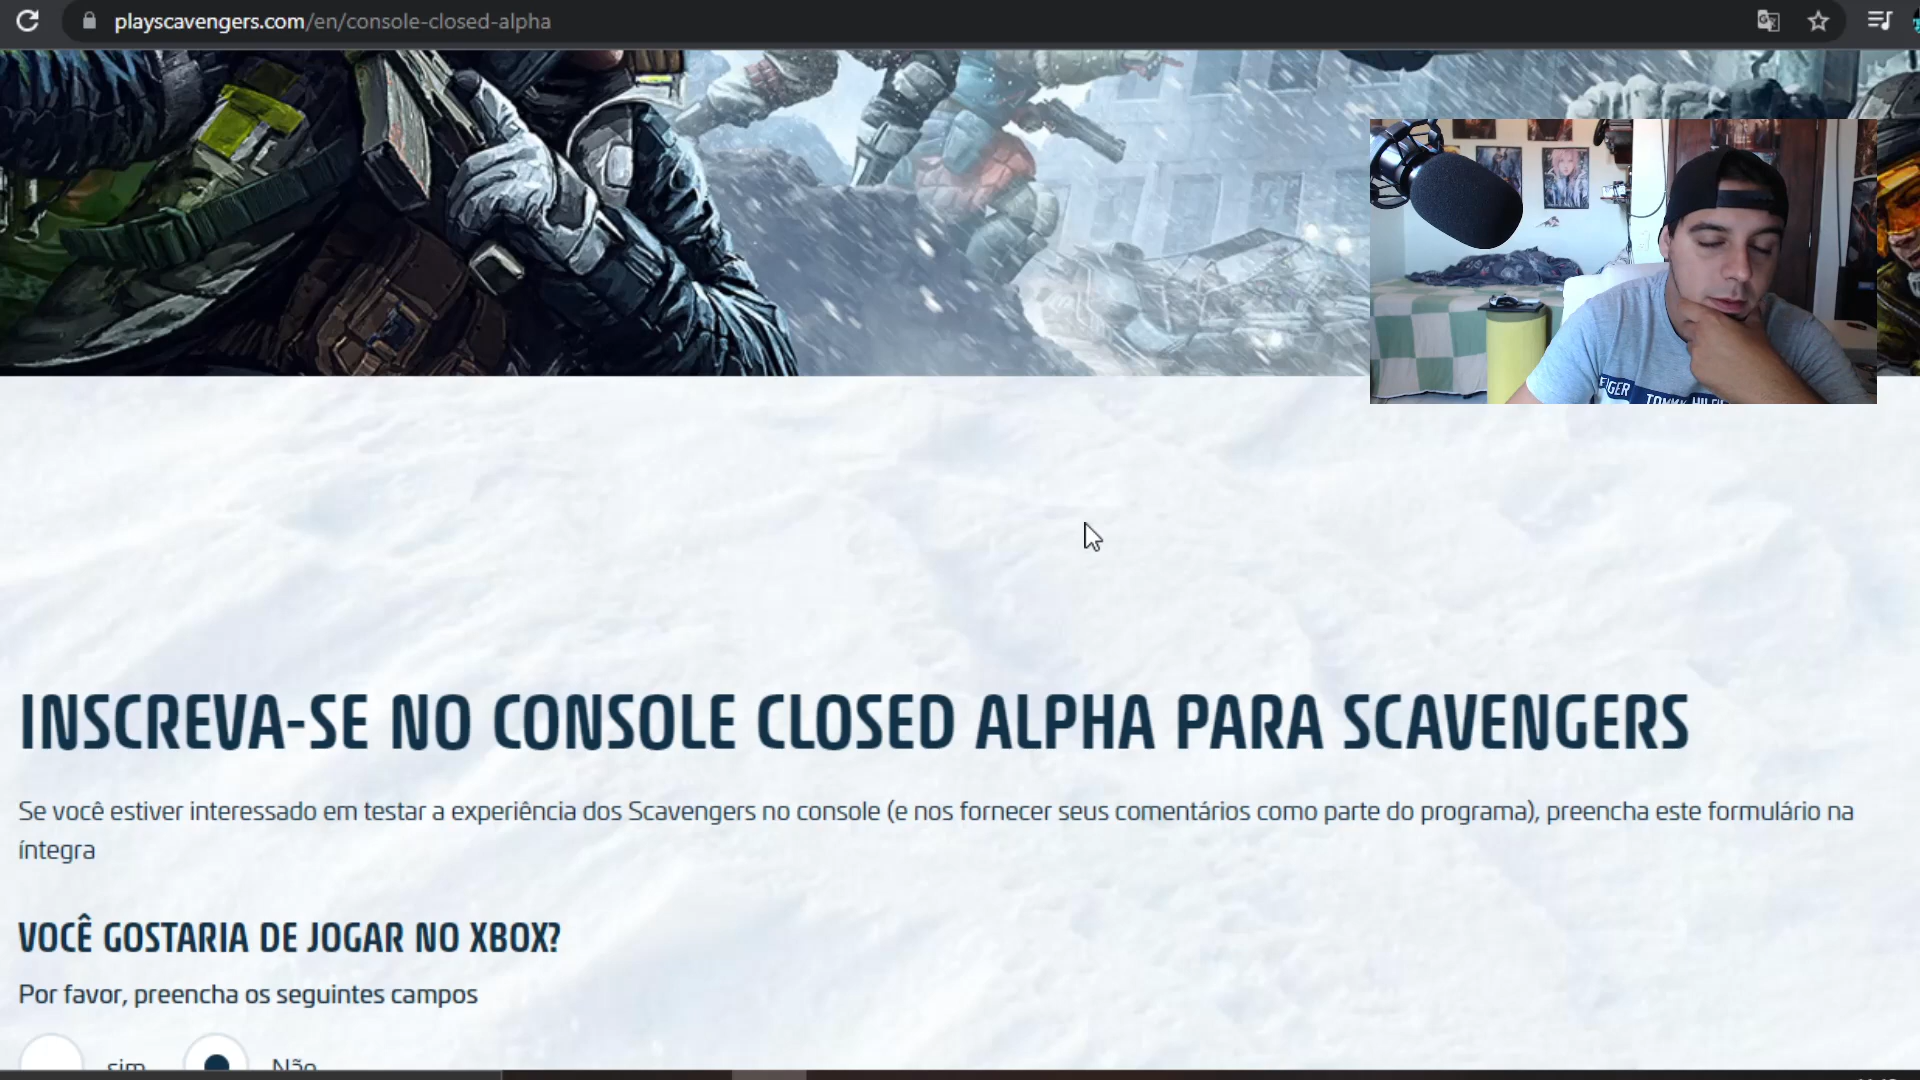 playscavengers.com/en/console-closed-alpha
TOMMY HILFI
INSCREVA-SE NO CONSOLE CLOSED ALPHA PARA SCAVENGERS
Se você estiver interessado em testar a experiência dos Scavengers no console (e nos fornecer seus comentários como parte do programa), preencha este formulário na
íntegra
VOCÊ GOSTARIA DE JOGAR NO XBOX?
Por favor, preencha os seguintes campos
sim Não